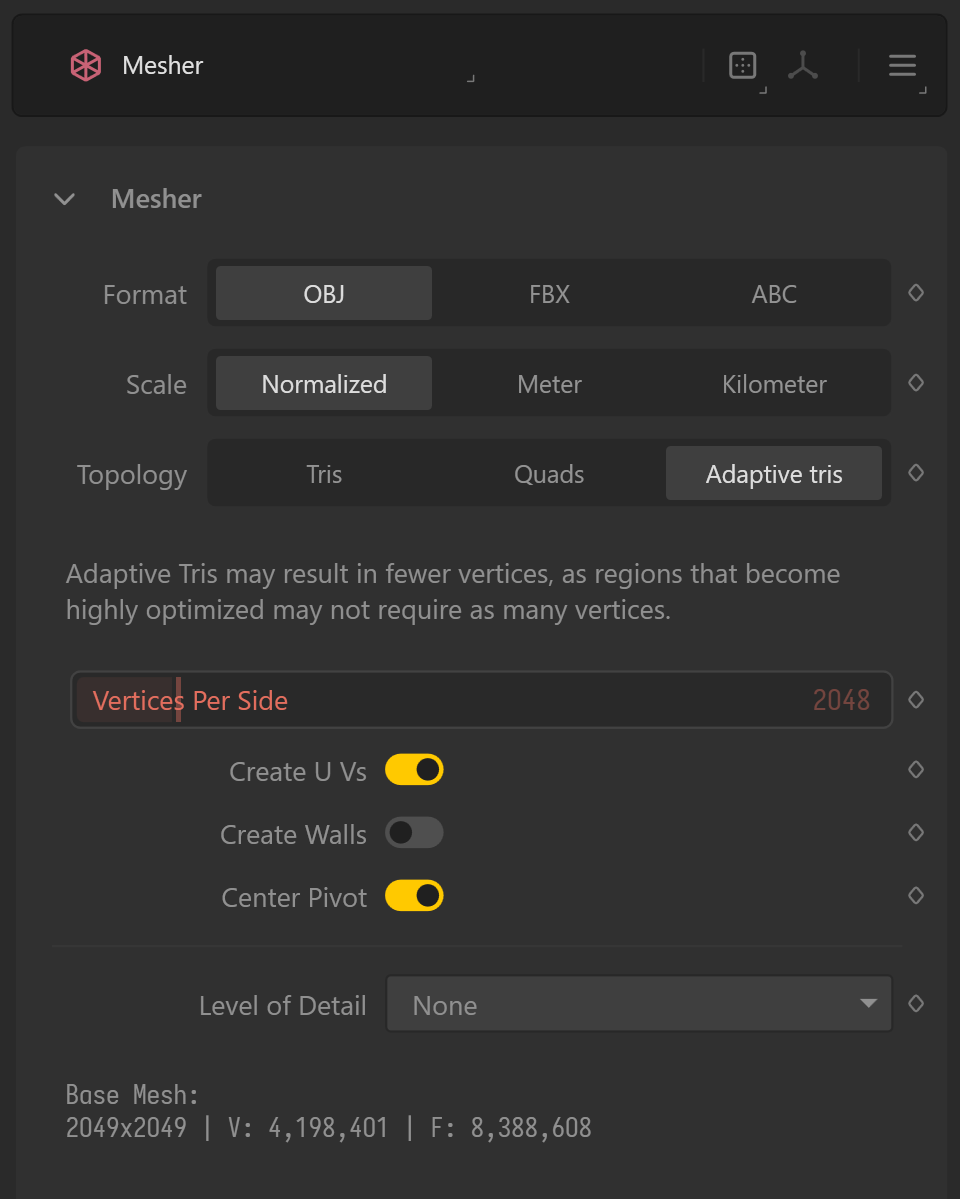 Mesher
Mesher
Format OBJ FBX ABC
Scale Normalized Meter Kilometer
Topology Tris Quads Adaptive tris
Adaptive Tris may result in fewer vertices, as regions that become
highly optimized may not require as many vertices.
Vertices Per Side 2048
Create U Vs
Create Walls
Center Pivot
Level of Detail None
Base Mesh:
2049x2049 | V: 4,198,401 | F: 8,388,608